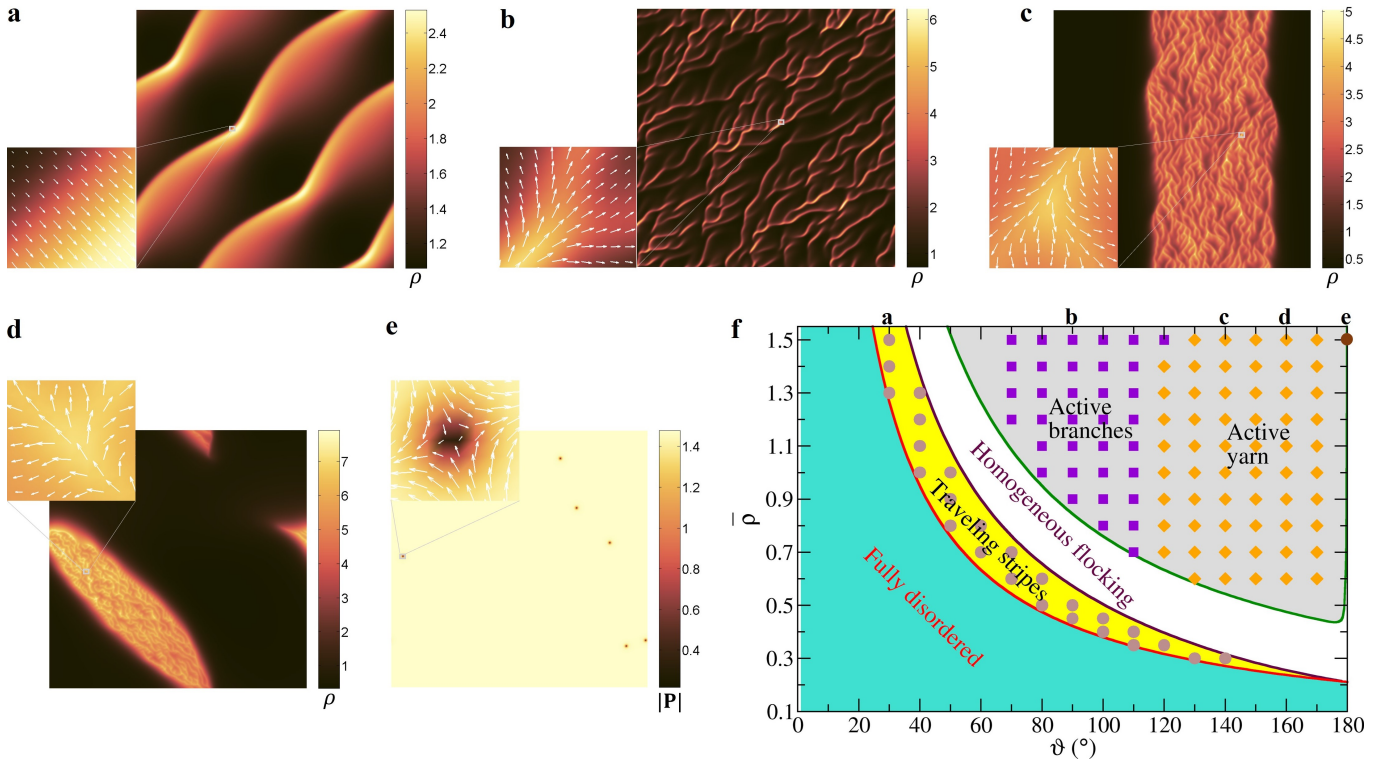 a
2.4
2.2
2
1.8
1.6
1.4
1.2
ρ
b
6
5
4
3
2
1
ρ
c
5
4.5
4
3.5
3
2.5
2
1.5
1
0.5
ρ
d
7
6
5
4
3
2
1
ρ
e
1.4
1.2
1
0.8
0.6
0.4
|P|
f
a b c d e
1.5
1.3
1.1
0.9
0.7
0.5
0.3
0.1
ρ̅
Active
branches
Active
yarn
Homogeneous flocking
Traveling stripes
Fully disordered
0 20 40 60 80 100 120 140 160 180
ϑ (°)